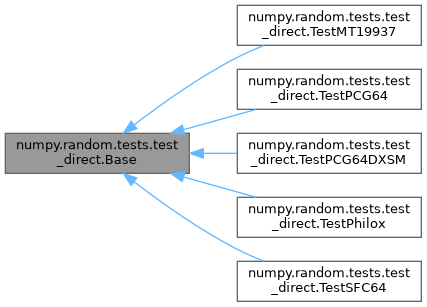 numpy.random.tests.test
_direct.TestMT19937
numpy.random.tests.test
_direct.TestPCG64
numpy.random.tests.test
_direct.Base
numpy.random.tests.test
_direct.TestPCG64DXSM
numpy.random.tests.test
_direct.TestPhilox
numpy.random.tests.test
_direct.TestSFC64